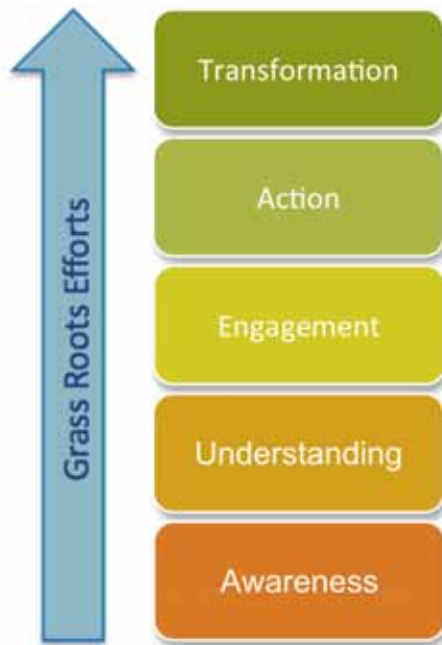 Transformation
Action
Engagement
Understanding
Awareness
Grass Roots Efforts